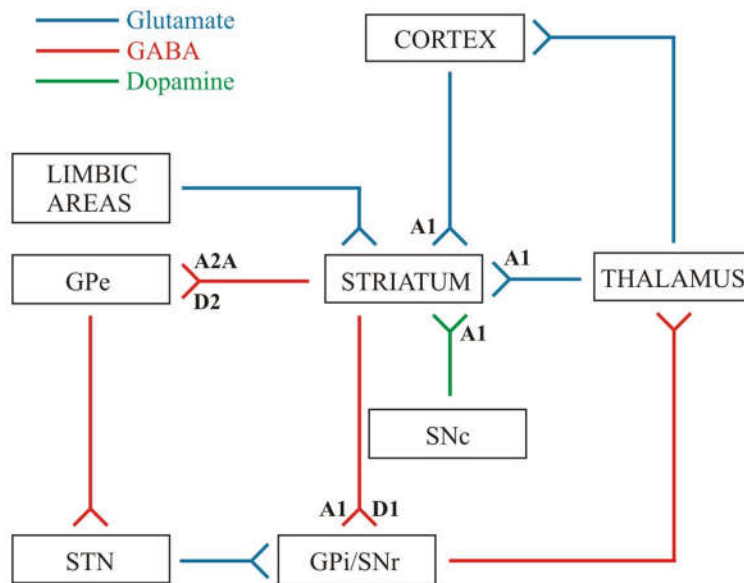 Glutamate
GABA
Dopamine
CORTEX
LIMBIC
AREAS
A1
A1
A2A
GPe
STRIATUM
THALAMUS
D2
A1
SNc
A1 D1
STN
GPi/SNr